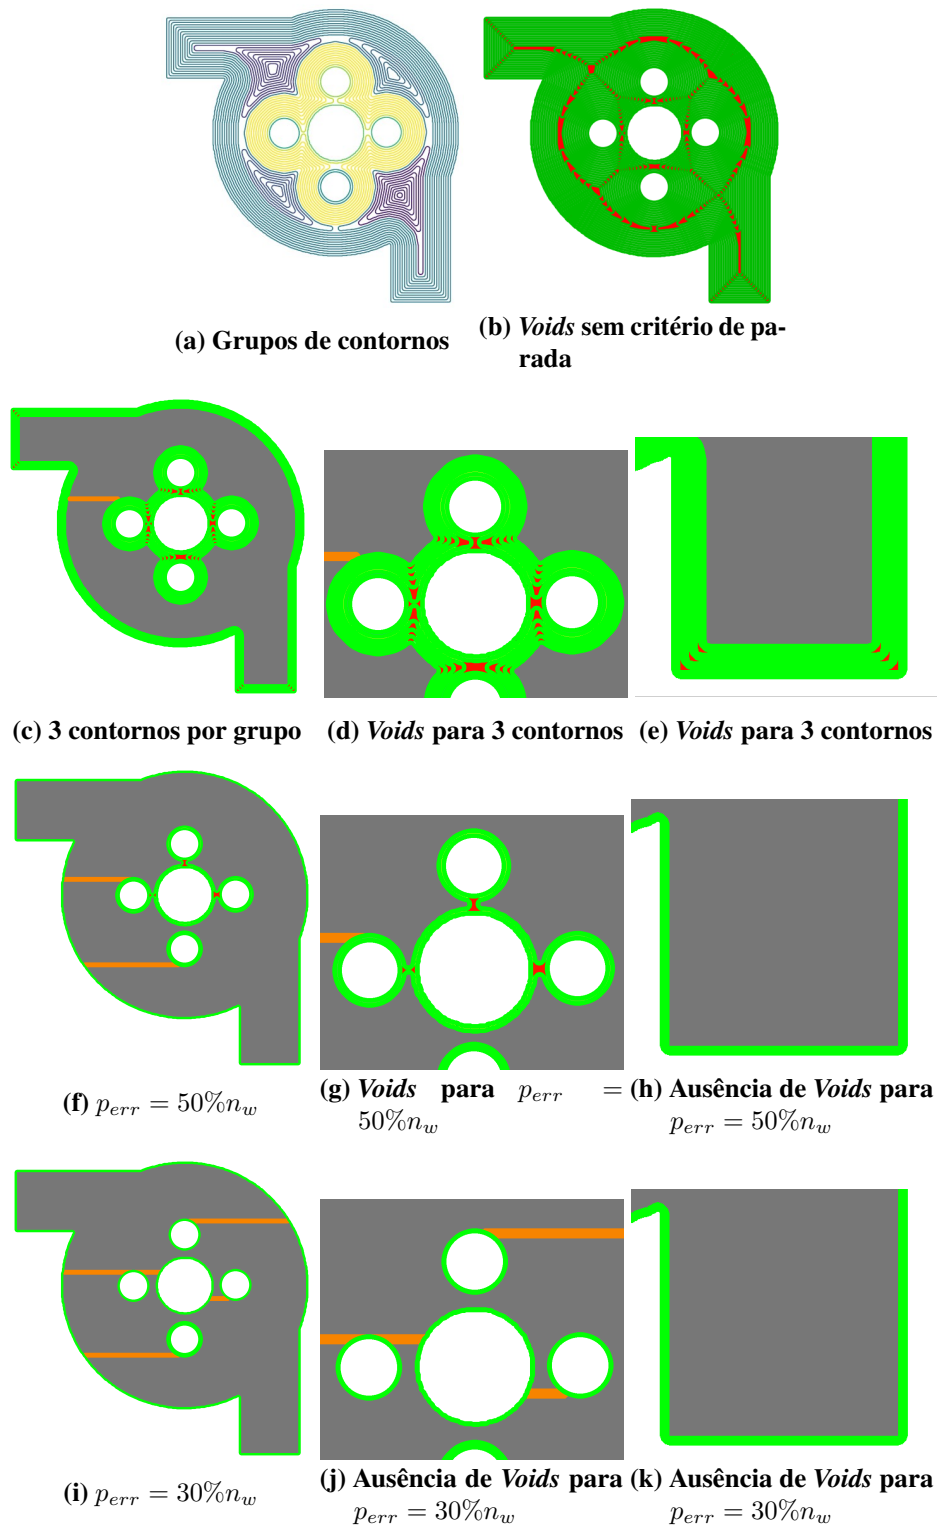 (a) Grupos de contornos
(b) Voids sem critério de pa-
rada
(c) 3 contornos por grupo
(d) Voids para 3 contornos
(e) Voids para 3 contornos
(f) p_err = 50%n_w
(g) Voids para p_err =
50%n_w
(h) Ausência de Voids para
p_err = 50%n_w
(i) p_err = 30%n_w
(j) Ausência de Voids para
p_err = 30%n_w
(k) Ausência de Voids para
p_err = 30%n_w